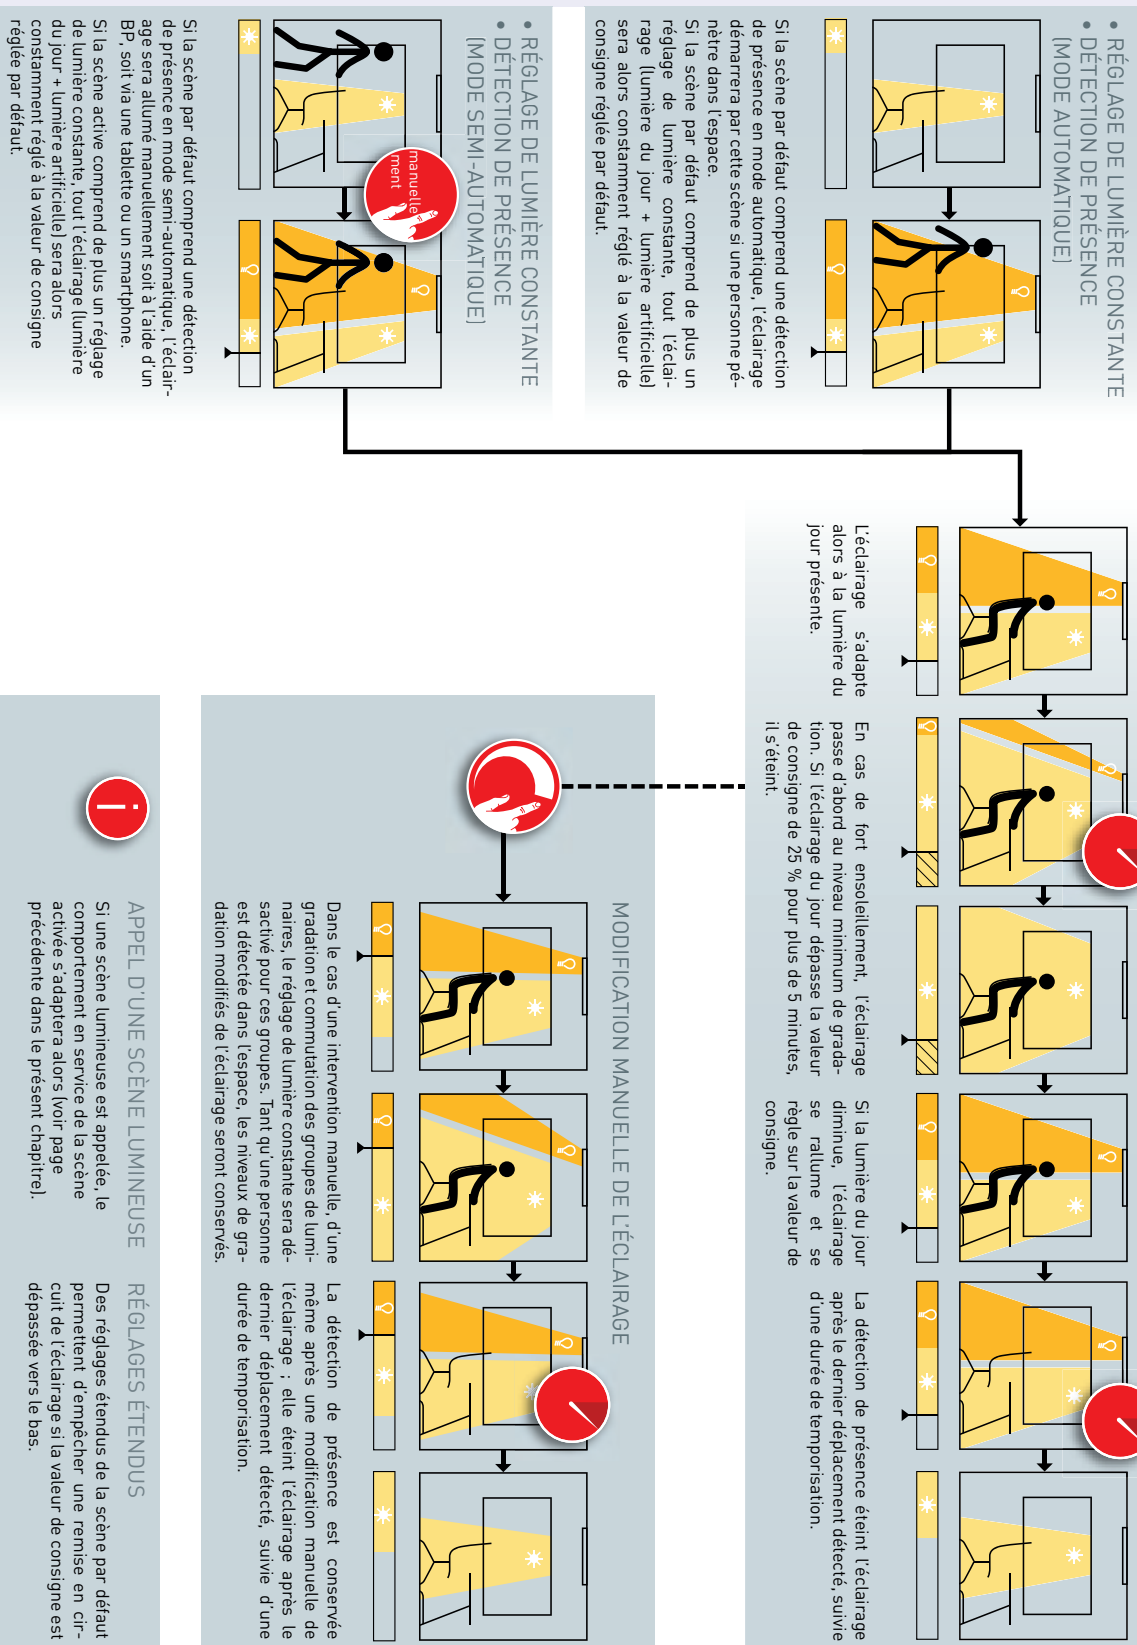 • RÉGLAGE DE LUMIÈRE CONSTANTE
• DÉTECTION DE PRÉSENCE
(MODE AUTOMATIQUE)
Si la scène par défaut comprend une détection
de présence en mode automatique, l'éclairage
démarrera par cette scène si une personne pé-
nètre dans l'espace.
Si la scène par défaut comprend de plus un
réglage de lumière constante, tout l'éclai-
rage (lumière du jour + lumière artificielle)
sera alors constamment réglé à la valeur de
consigne réglée par défaut.
• RÉGLAGE DE LUMIÈRE CONSTANTE
• DÉTECTION DE PRÉSENCE
(MODE SEMI-AUTOMATIQUE)
manuelle
ment
Si la scène par défaut comprend une détection
de présence en mode semi-automatique, l'éclair-
age sera allumé manuellement soit à l'aide d'un
BP, soit via une tablette ou un smartphone.
Si la scène active comprend de plus un réglage
de lumière constante, tout l'éclairage (lumière
du jour + lumière artificielle) sera alors
constamment réglé à la valeur de consigne
réglée par défaut.
L'éclairage s'adapte
alors à la lumière du
jour présente.
En cas de fort ensoleillement, l'éclairage
passe d'abord au niveau minimum de grada-
tion. Si l'éclairage du jour dépasse la valeur
de consigne de 25 % pour plus de 5 minutes,
il s'éteint.
Si la lumière du jour
diminue, l'éclairage
se rallume et se
règle sur la valeur de
consigne.
La détection de présence éteint l'éclairage
après le dernier déplacement détecté, suivie
d'une durée de temporisation.
MODIFICATION MANUELLE DE L'ÉCLAIRAGE
Dans le cas d'une intervention manuelle, d'une
gradation et commutation des groupes de lumi-
naires, le réglage de lumière constante sera dé-
sactivé pour ces groupes. Tant qu'une personne
est détectée dans l'espace, les niveaux de gra-
dation modifiés de l'éclairage seront conservés.
La détection de présence est conservée
même après une modification manuelle de
l'éclairage ; elle éteint l'éclairage après le
dernier déplacement détecté, suivie d'une
durée de temporisation.
i
APPEL D'UNE SCÈNE LUMINEUSE
Si une scène lumineuse est appelée, le
comportement en service de la scène
activée s'adaptera alors (voir page
précédente dans le présent chapitre).
RÉGLAGES ÉTENDUS
Des réglages étendus de la scène par défaut
permettent d'empêcher une remise en cir-
cuit de l'éclairage si la valeur de consigne est
dépassée vers le bas.